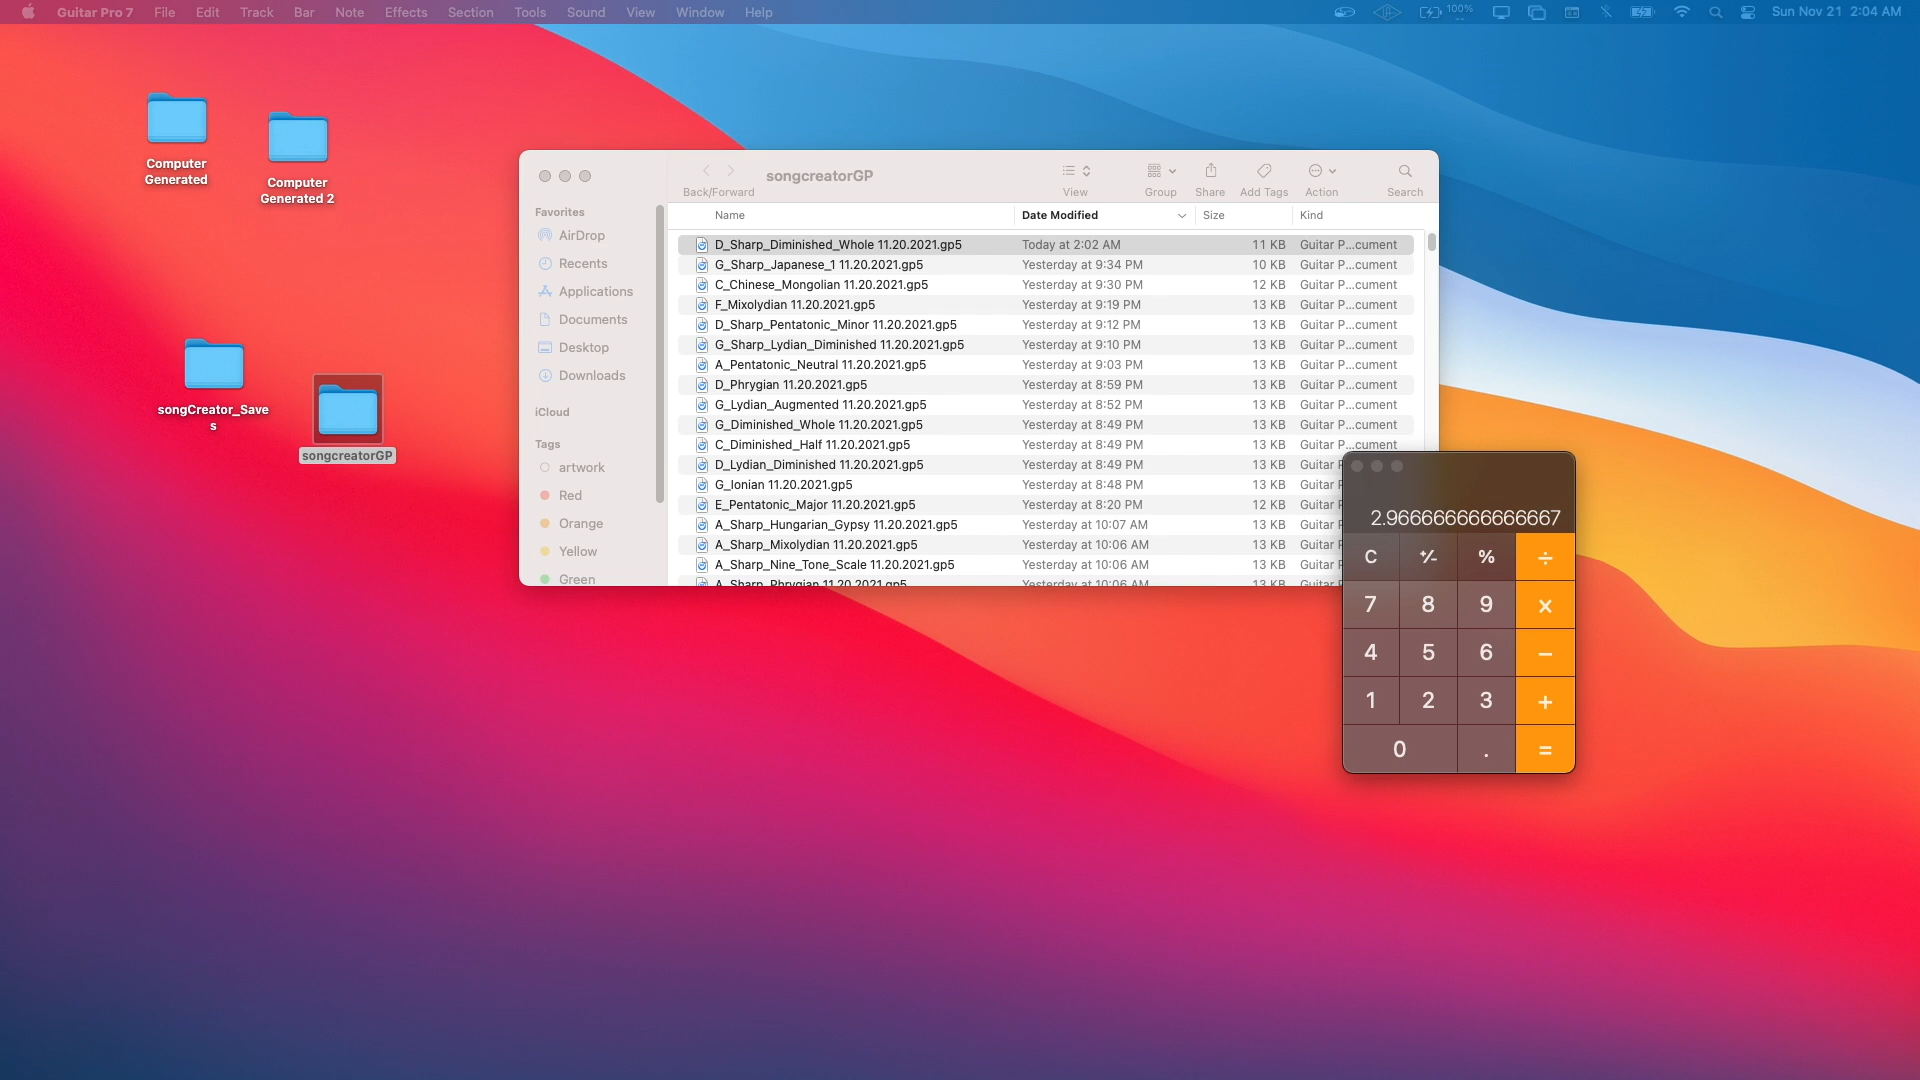 Guitar Pro 7 File Edit Track Bar Note Effects Section Tools Sound View Window Help 100% Sun Nov 21 2:04 AM
Computer
Generated
Computer
Generated 2
songCreator_Save
s
songcreatorGP
Back/Forward
songcreatorGP
View Group Share Add Tags Action Search
Favorites
AirDrop
Recents
Applications
Documents
Desktop
Downloads
iCloud
Tags
artwork
Red
Orange
Yellow
Green
Name Date Modified Size Kind
D_Sharp_Diminished_Whole 11.20.2021.gp5 Today at 2:02 AM 11 KB Guitar P...cument
G_Sharp_Japanese_1 11.20.2021.gp5 Yesterday at 9:34 PM 10 KB Guitar P...cument
C_Chinese_Mongolian 11.20.2021.gp5 Yesterday at 9:30 PM 12 KB Guitar P...cument
F_Mixolydian 11.20.2021.gp5 Yesterday at 9:19 PM 13 KB Guitar P...cument
D_Sharp_Pentatonic_Minor 11.20.2021.gp5 Yesterday at 9:12 PM 13 KB Guitar P...cument
G_Sharp_Lydian_Diminished 11.20.2021.gp5 Yesterday at 9:10 PM 13 KB Guitar P...cument
A_Pentatonic_Neutral 11.20.2021.gp5 Yesterday at 9:03 PM 13 KB Guitar P...cument
D_Phrygian 11.20.2021.gp5 Yesterday at 8:59 PM 13 KB Guitar P...cument
G_Lydian_Augmented 11.20.2021.gp5 Yesterday at 8:52 PM 13 KB Guitar P...cument
G_Diminished_Whole 11.20.2021.gp5 Yesterday at 8:49 PM 13 KB Guitar P...cument
C_Diminished_Half 11.20.2021.gp5 Yesterday at 8:49 PM 13 KB Guitar P...cument
D_Lydian_Diminished 11.20.2021.gp5 Yesterday at 8:49 PM 13 KB Guitar
G_Ionian 11.20.2021.gp5 Yesterday at 8:48 PM 13 KB Guitar
E_Pentatonic_Major 11.20.2021.gp5 Yesterday at 8:20 PM 12 KB Guitar
A_Sharp_Hungarian_Gypsy 11.20.2021.gp5 Yesterday at 10:07 AM 13 KB Guitar
A_Sharp_Mixolydian 11.20.2021.gp5 Yesterday at 10:06 AM 13 KB Guitar
A_Sharp_Nine_Tone_Scale 11.20.2021.gp5 Yesterday at 10:06 AM 13 KB Guitar
A_Sharp_Phrygian 11.20.2021.gp5 Yesterday at 10:06 AM 13 KB Guitar
2.966666666666667
C +/- % ÷
7 8 9 ×
4 5 6 −
1 2 3 +
0 . =